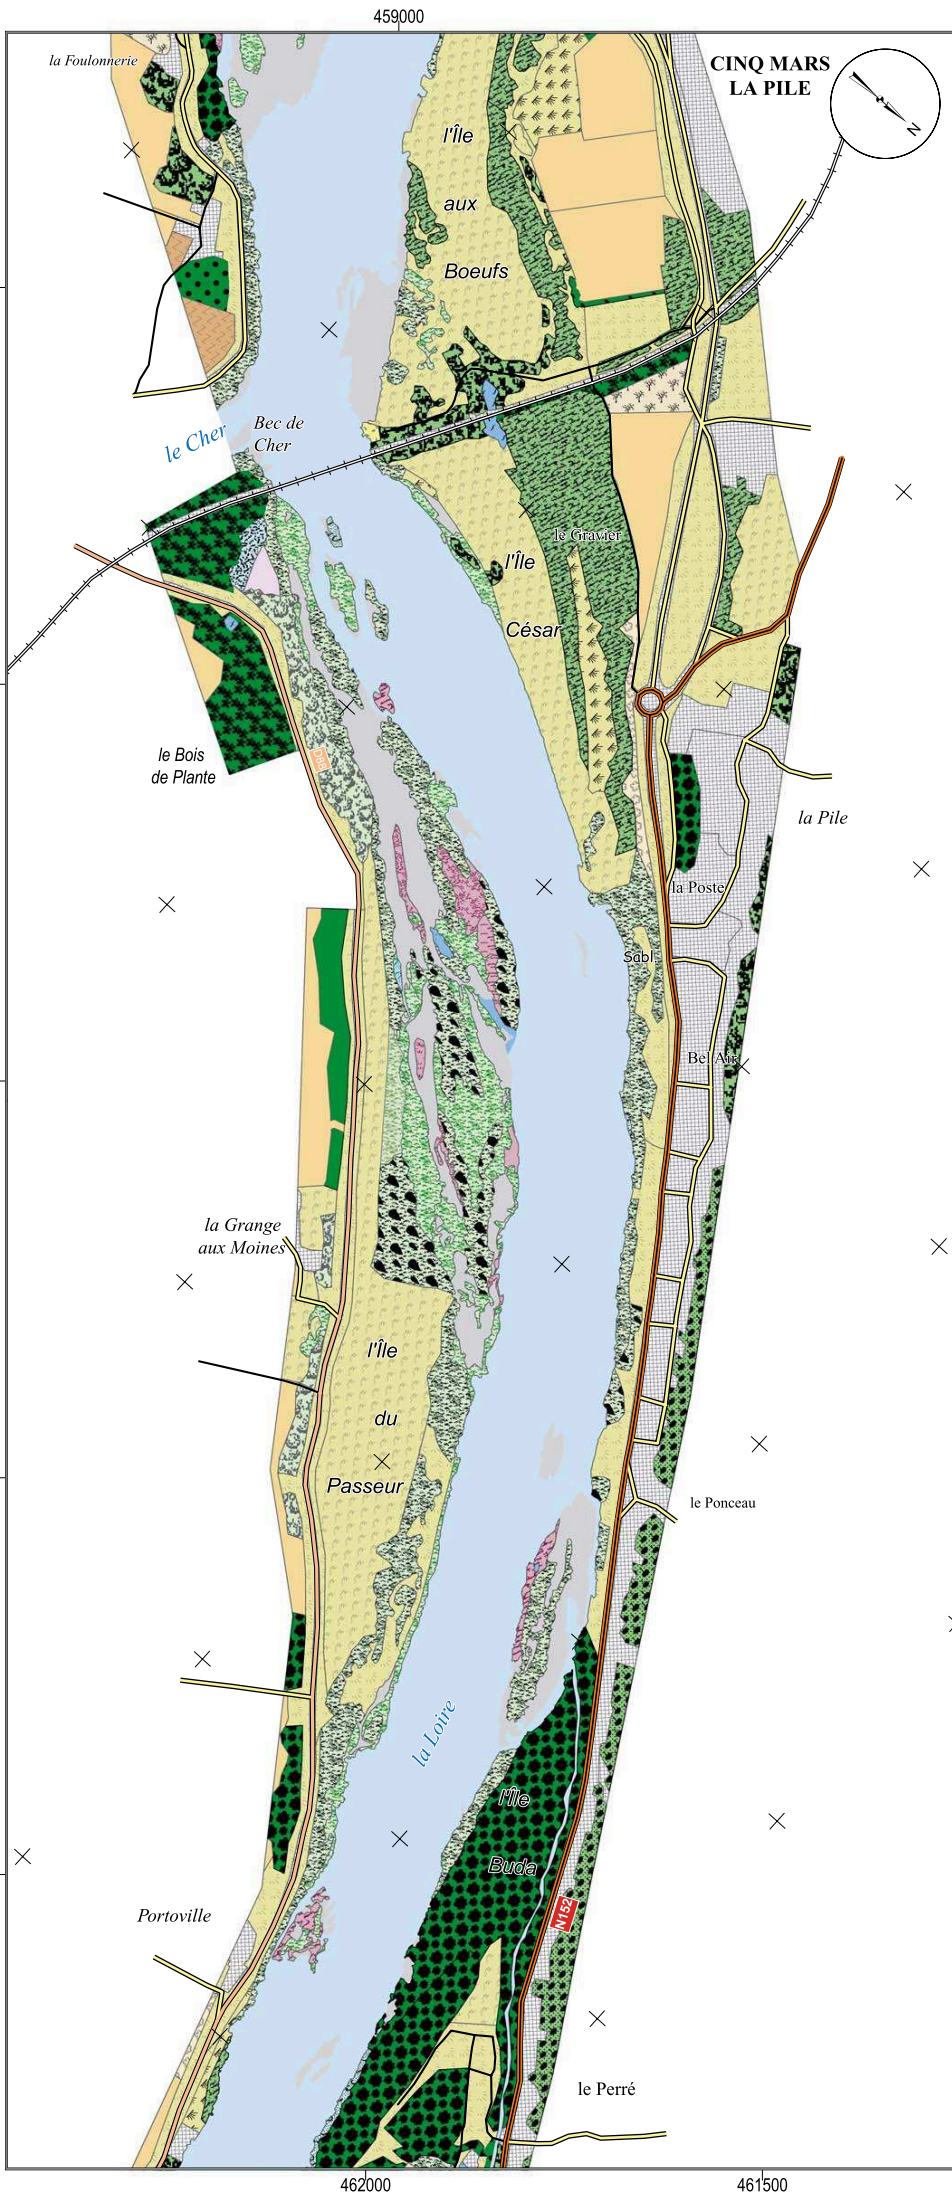 459000
la Foulonnerie
CINQ MARS
LA PILE
N
l'Île
aux
Boeufs
le Cher
Bec de
Cher
le Gravier
l'Île
César
le Bois
de Plante
D88
la Pile
la Poste
Sabl.
Bel Air
la Grange
aux Moines
l'Île
du
Passeur
le Ponceau
la Loire
l'Île
Buda
N152
Portoville
le Perré
462000
461500